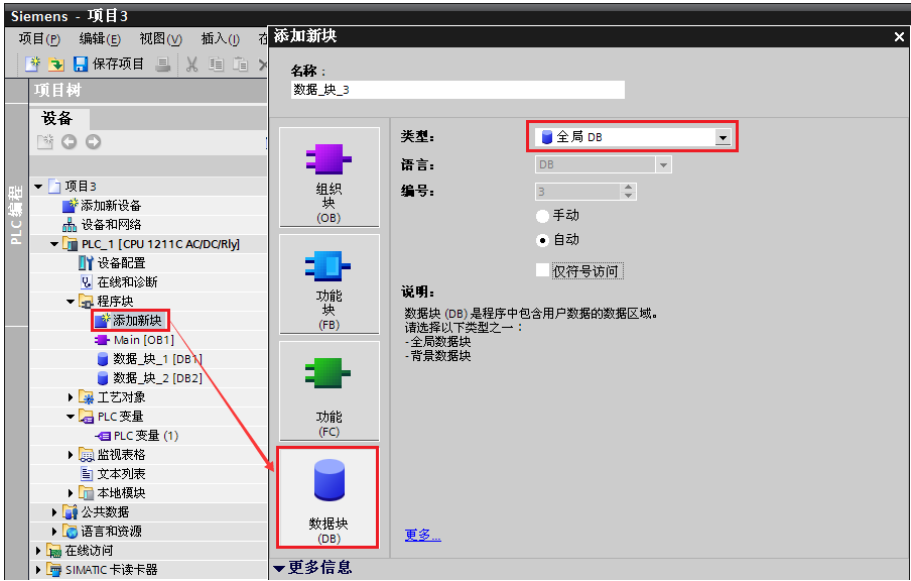 Siemens - 项目3
项目(P) 编辑(E) 视图(V) 插入(I) 在
保存项目
项目树
设备
PLC 编程
项目3
添加新设备
设备和网络
PLC_1 [CPU 1211C AC/DC/Rly]
设备配置
在线和诊断
程序块
添加新块
Main [OB1]
数据_块_1 [DB1]
数据_块_2 [DB2]
工艺对象
PLC 变量
PLC 变量 (1)
监视表格
文本列表
本地模块
公共数据
语言和资源
在线访问
SIMATIC 卡读卡器
添加新块
名称：
数据_块_3
组织
块
(OB)
功能
块
(FB)
功能
(FC)
数据块
(DB)
类型:
全局 DB
语言:
DB
编号:
3
手动
自动
仅符号访问
说明:
数据块 (DB) 是程序中包含用户数据的数据区域。
请选择以下类型之一：
-全局数据块
-背景数据块
更多...
更多信息